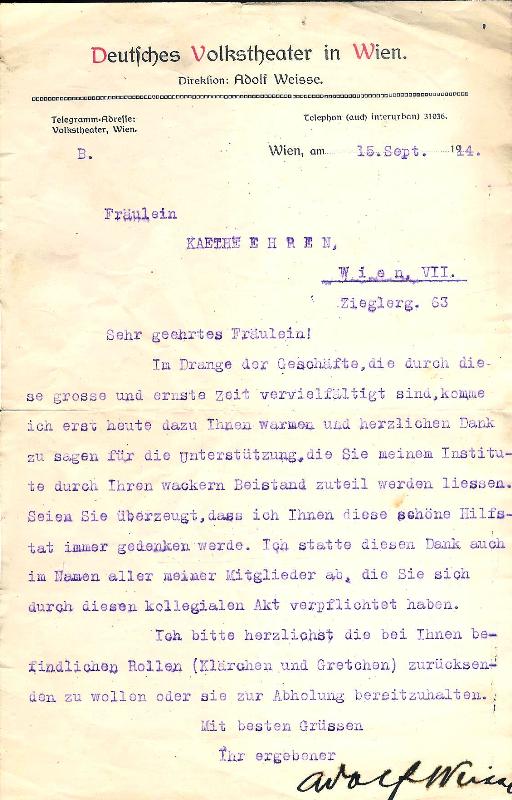 Deutsches Volkstheater in Wien.
Direktion: Adolf Weisse.
Telegramm-Adresse: Telephon (auch interurban) 31036.
Volkstheater, Wien.
B. Wien, am 15.Sept. 1914.
Fräulein
KAETHE E H R E N,
W i e n, VII.
Zieglerg. 63
Sehr geehrtes Fräulein!
Im Drange der Geschäfte,die durch die-
se grosse und ernste Zeit vervielfältigt sind,komme
ich erst heute dazu Ihnen warmen und herzlichen Dank
zu sagen für die Unterstützung,die Sie meinem Institu-
te durch Ihren wackern Beistand zuteil werden liessen.
Seien Sie überzeugt,dass ich Ihnen diese schöne Hilfs-
tat immer gedenken werde. Ich statte diesen Dank auch
im Namen aller meiner Mitglieder ab, die Sie sich
durch diesen kollegialen Akt verpflichtet haben.
Ich bitte herzlichst die bei Ihnen be-
findlichen Rollen (Klärchen und Gretchen) zurücksen-
den zu wollen oder sie zur Abholung bereitzuhalten.
Mit besten Grüssen
Ihr ergebener
Adolf Weisse